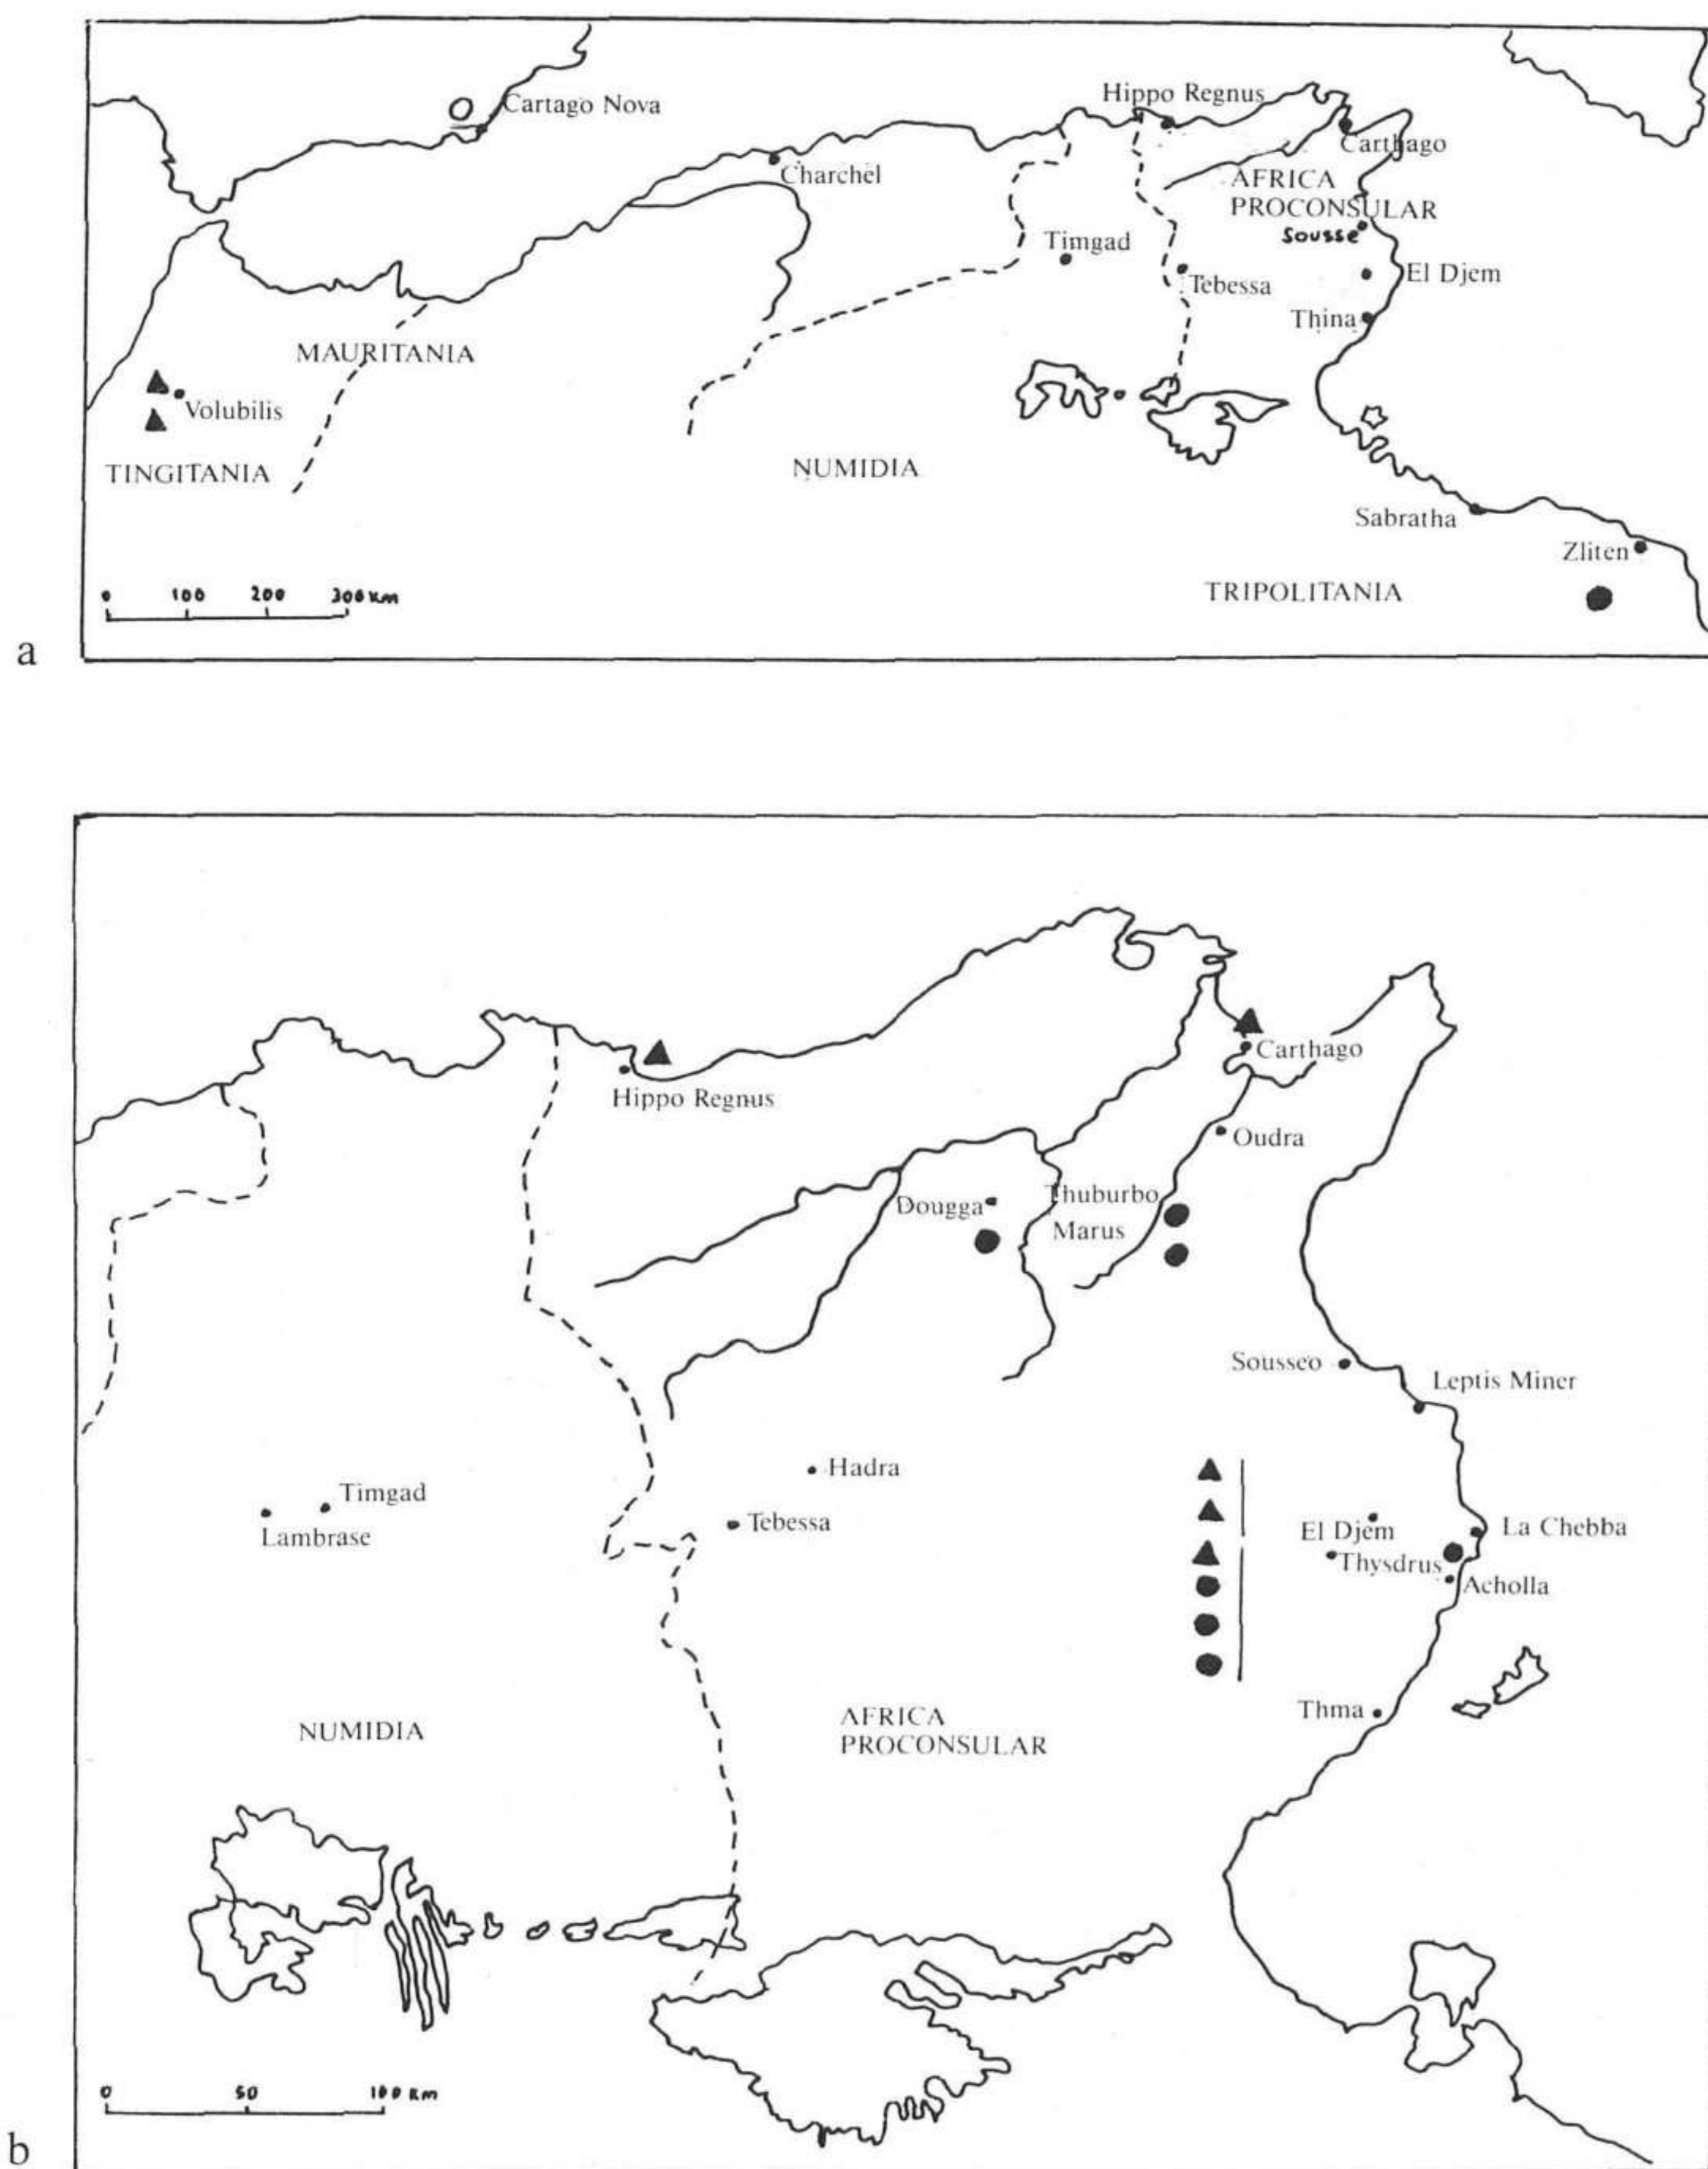 Cartago Nova
Hippo Regnus
Carthago
Charchel
AFRICA
PROCONSULAR
Sousse
Timgad
Tebessa
El Djem
Thina
MAURITANIA
Volubilis
TINGITANIA
NUMIDIA
Sabratha
Zliten
TRIPOLITANIA
0 100 200 300 km
a
Carthago
Hippo Regnus
Oudra
Dougga
Thuburbo
Marus
Sousseo
Leptis Miner
Hadra
Timgad
Lambrase
Tebessa
El Djem
La Chebba
Thysdrus
Acholla
Thma
NUMIDIA
AFRICA
PROCONSULAR
0 50 100 km
b